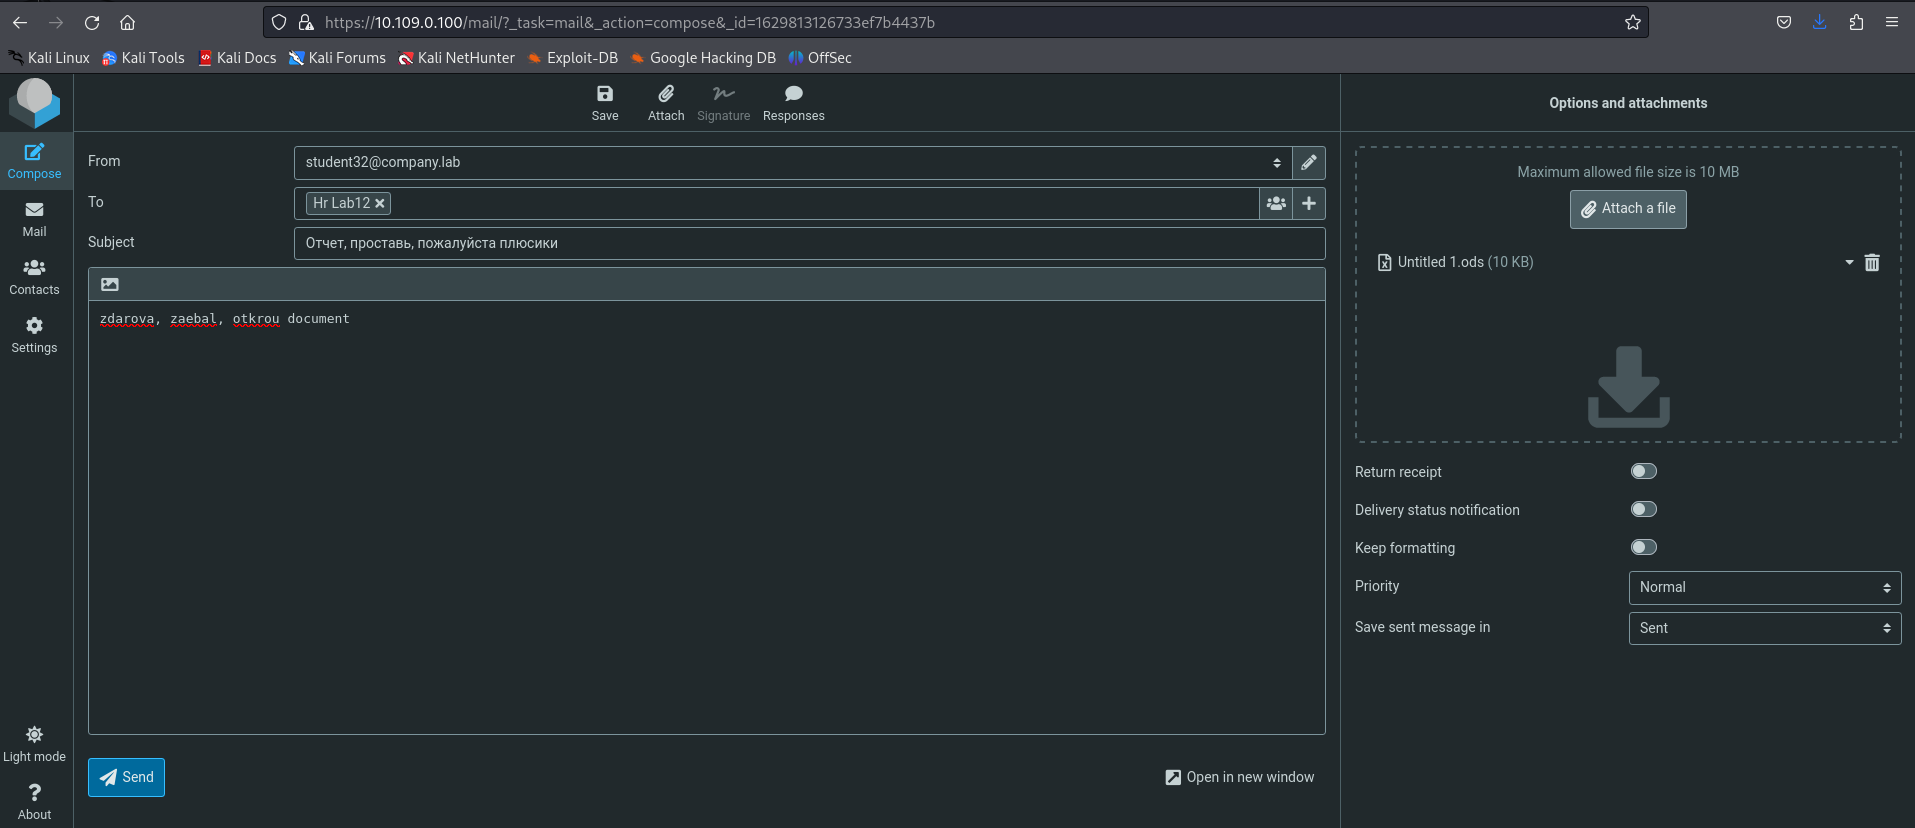 https://10.109.0.100/mail/?_task=mail&_action=compose&_id=1629813126733ef7b4437b
Kali Linux Kali Tools Kali Docs Kali Forums Kali NetHunter Exploit-DB Google Hacking DB OffSec
Save Attach Signature Responses
Options and attachments
Compose
Mail
Contacts
Settings
Light mode
About
From student32@company.lab
To Hr Lab12
Subject Отчет, проставь, пожалуйста плюсики
zdarova, zaebal, otkrou document
Send Open in new window
Maximum allowed file size is 10 MB
Attach a file
Untitled 1.ods (10 KB)
Return receipt
Delivery status notification
Keep formatting
Priority Normal
Save sent message in Sent